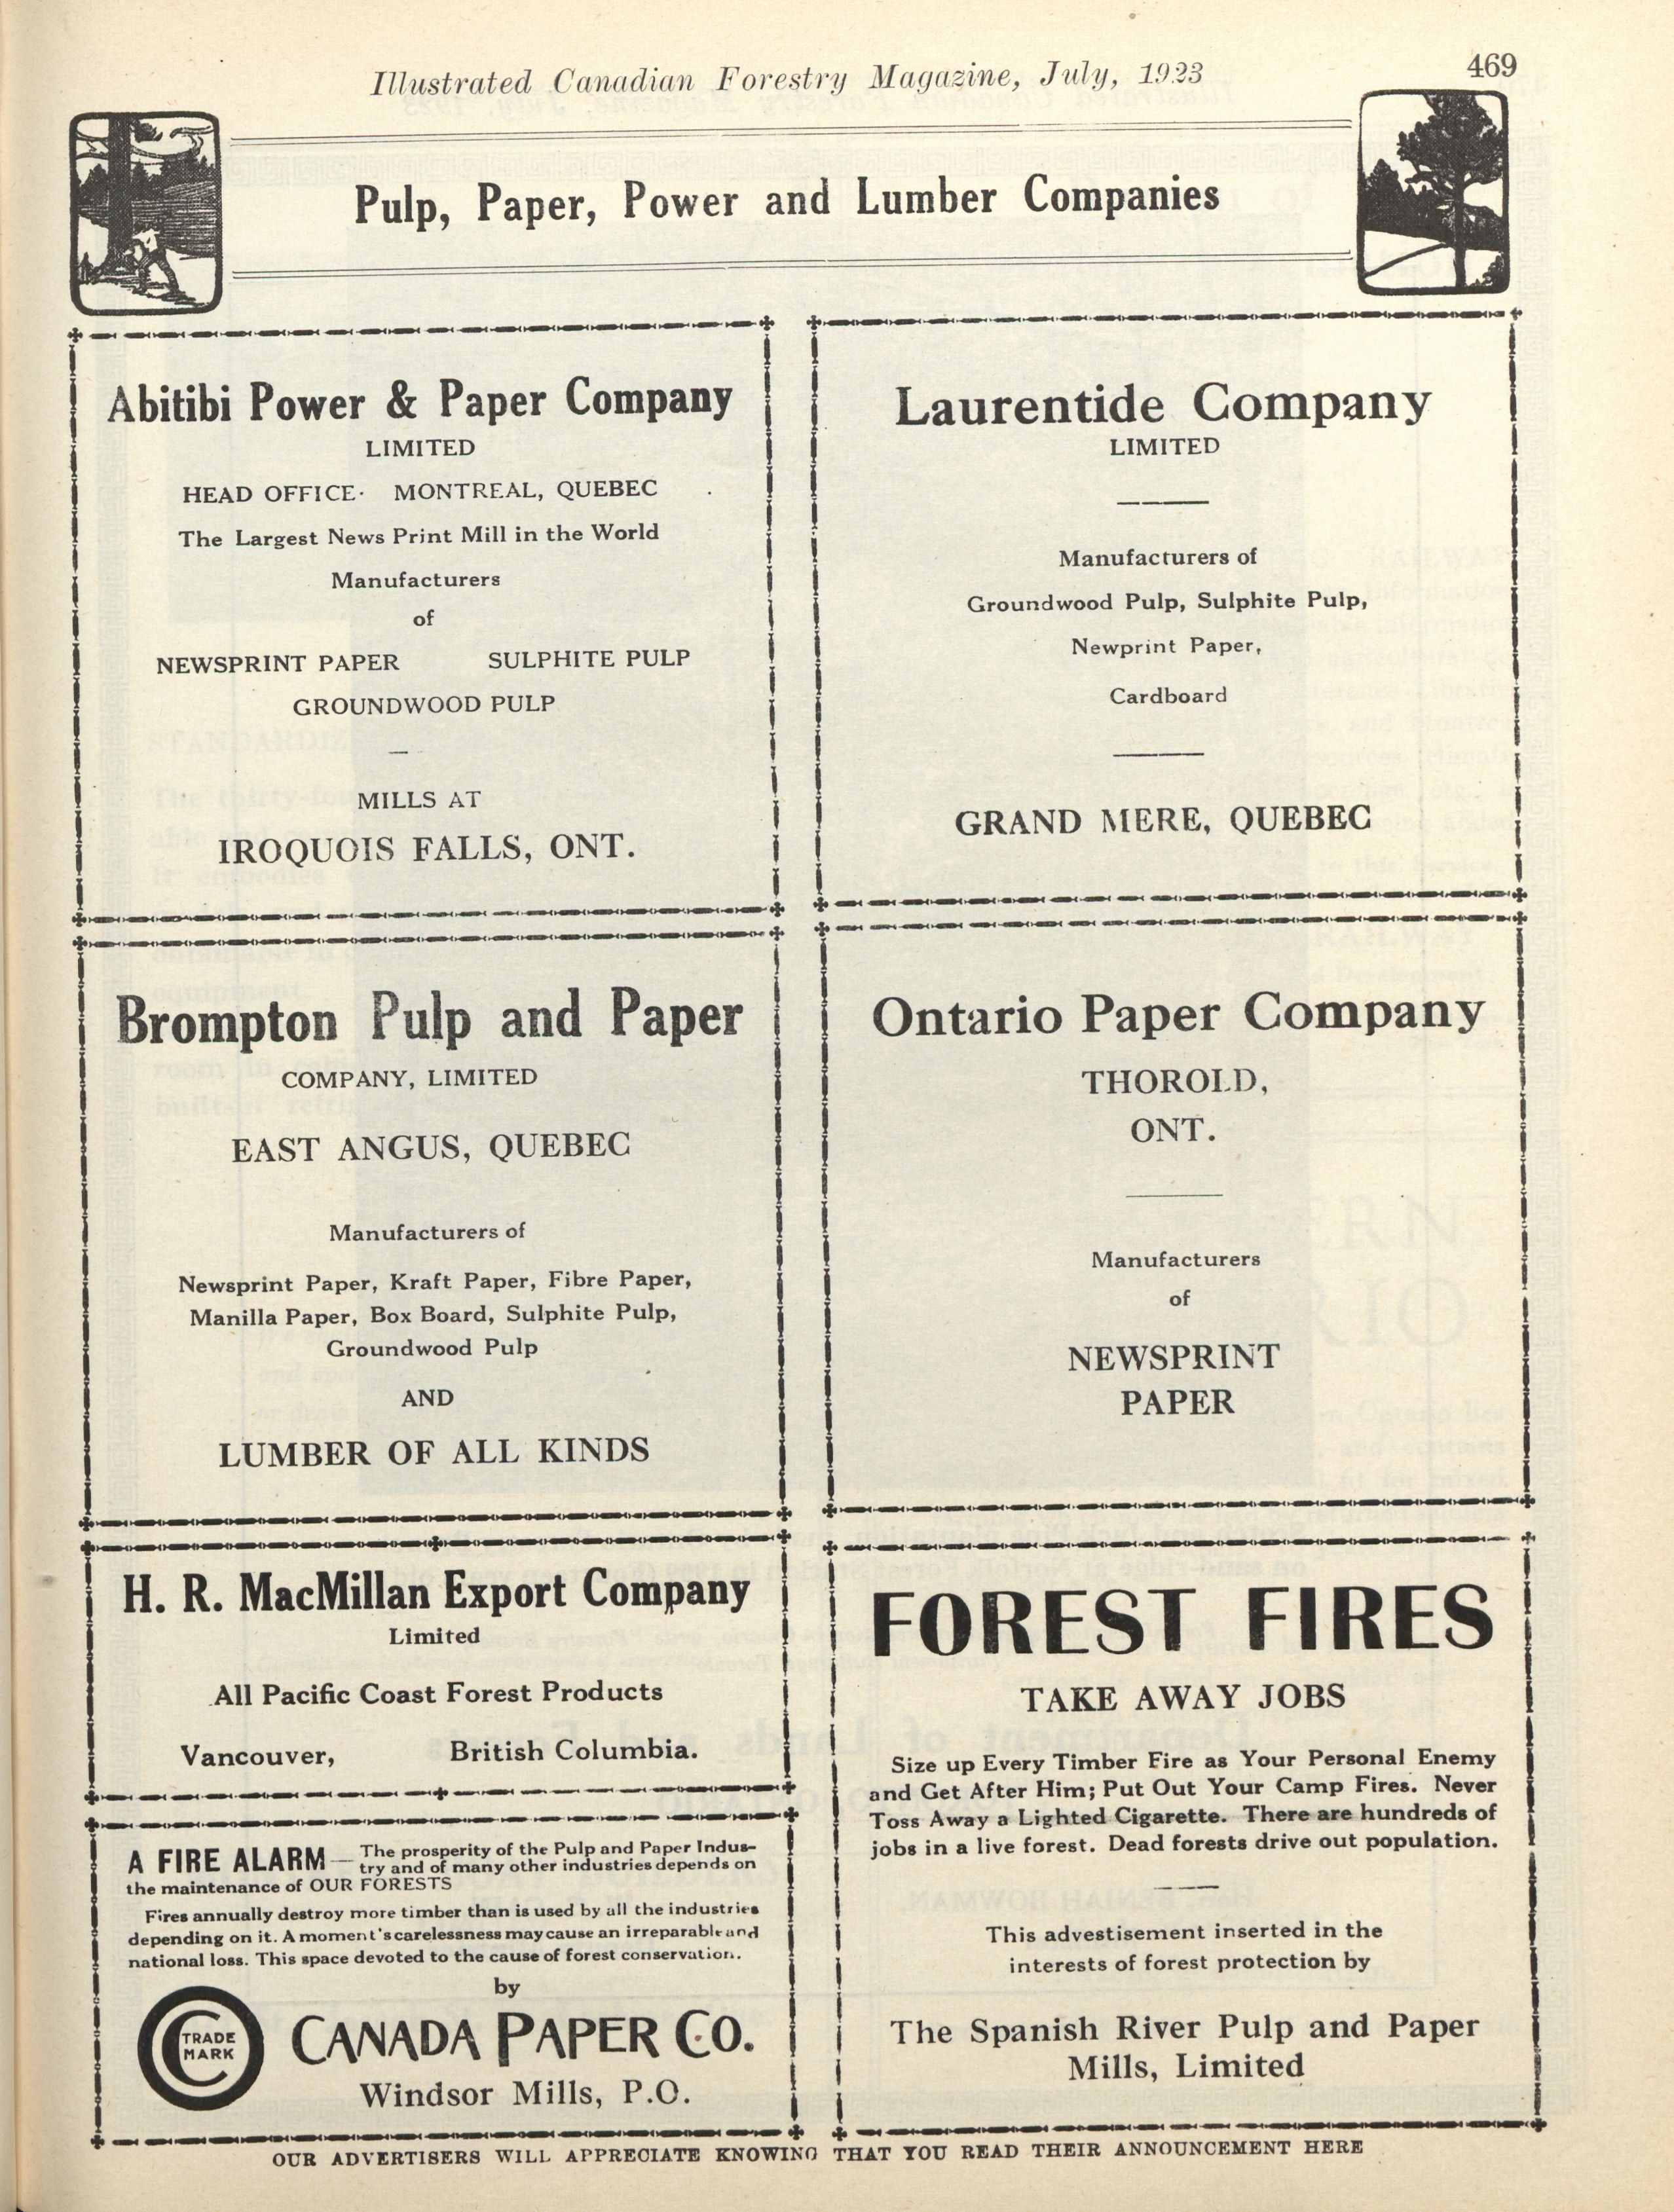 Illustrated Canadian Forestry Magazine, July, 1923
469
Pulp, Paper, Power and Lumber Companies
Abitibi Power & Paper Company
LIMITED
HEAD OFFICE· MONTREAL, QUEBEC
The Largest News Print Mill in the World
Manufacturers
of
NEWSPRINT PAPER SULPHITE PULP
GROUNDWOOD PULP
MILLS AT
IROQUOIS FALLS, ONT.
Laurentide Company
LIMITED
Manufacturers of
Groundwood Pulp, Sulphite Pulp,
Newprint Paper,
Cardboard
GRAND MERE, QUEBEC
Brompton Pulp and Paper
COMPANY, LIMITED
EAST ANGUS, QUEBEC
Manufacturers of
Newsprint Paper, Kraft Paper, Fibre Paper,
Manilla Paper, Box Board, Sulphite Pulp,
Groundwood Pulp
AND
LUMBER OF ALL KINDS
Ontario Paper Company
THOROLD,
ONT.
Manufacturers
of
NEWSPRINT
PAPER
H. R. MacMillan Export Company
Limited
All Pacific Coast Forest Products
Vancouver, British Columbia.
A FIRE ALARM — The prosperity of the Pulp and Paper Indus-
try and of many other industries depends on
the maintenance of OUR FORESTS
Fires annually destroy more timber than is used by all the industries
depending on it. A moment's carelessness may cause an irreparable and
national loss. This space devoted to the cause of forest conservation.
by
TRADE
MARK
CANADA PAPER CO.
Windsor Mills, P.O.
FOREST FIRES
TAKE AWAY JOBS
Size up Every Timber Fire as Your Personal Enemy
and Get After Him; Put Out Your Camp Fires. Never
Toss Away a Lighted Cigarette. There are hundreds of
jobs in a live forest. Dead forests drive out population.
This advestisement inserted in the
interests of forest protection by
The Spanish River Pulp and Paper
Mills, Limited
OUR ADVERTISERS WILL APPRECIATE KNOWING THAT YOU READ THEIR ANNOUNCEMENT HERE